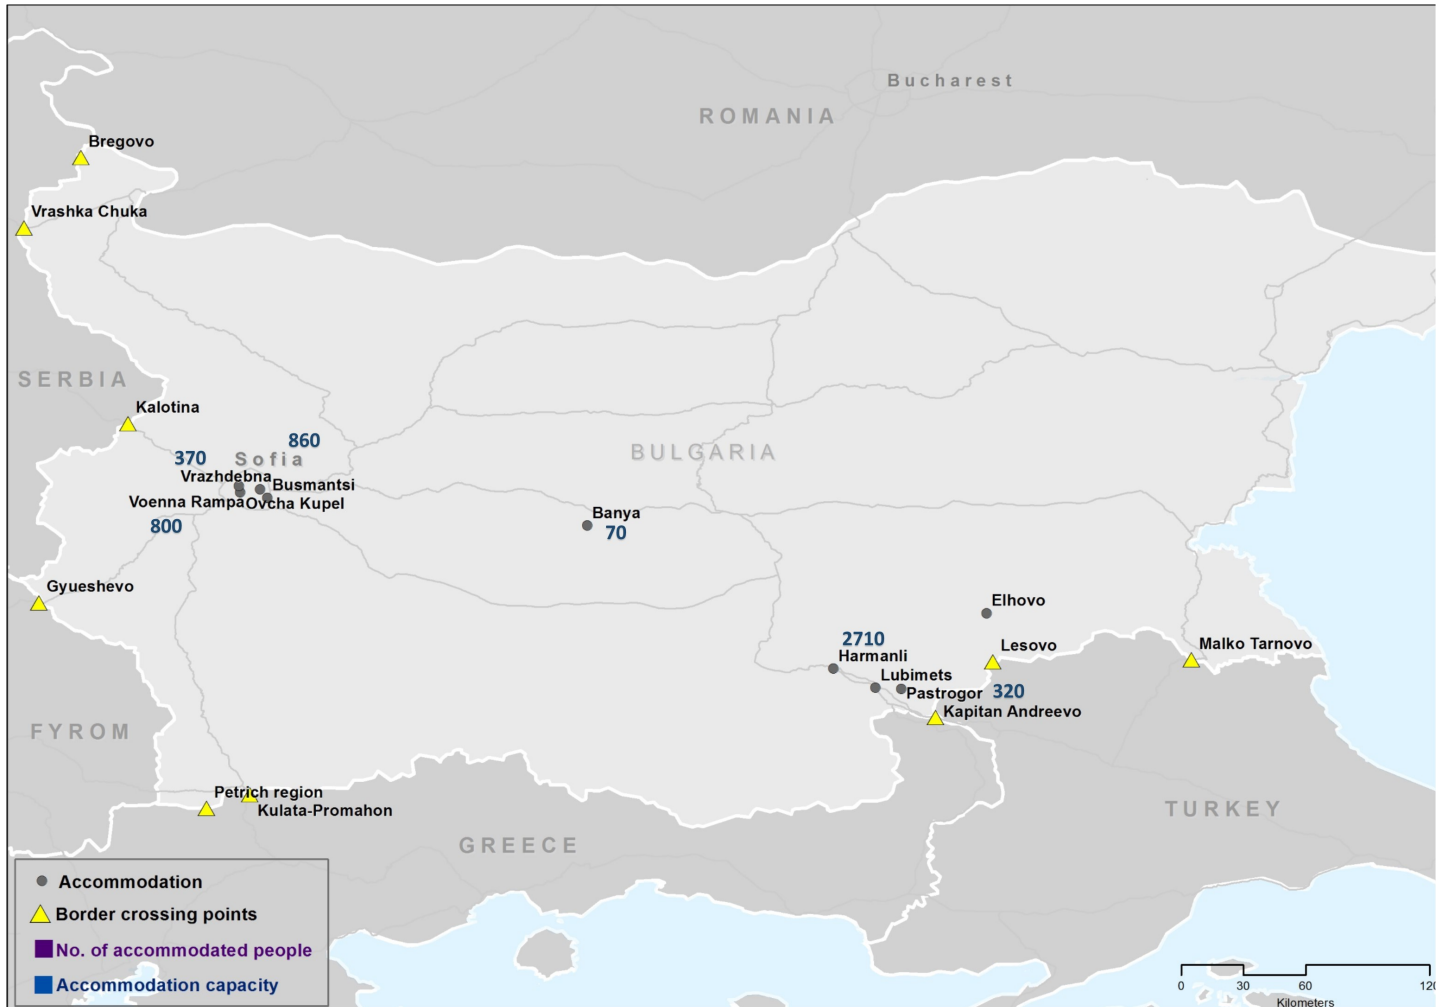 Bucharest
ROMANIA
Bregovo
Vrashka Chuka
SERBIA
Kalotina
860
370
Sofia
BULGARIA
Vrazhdebna
Busmantsi
Voenna Rampa
Ovcha Kupel
800
Banya
70
Gyueshevo
Elhovo
2710
Harmanli
Lesovo
Malko Tarnovo
Lubimets
Pastrogor
320
Kapitan Andreevo
FYROM
Petrich region
Kulata-Promahon
TURKEY
GREECE
Accommodation
Border crossing points
No. of accommodated people
Accommodation capacity
0 30 60 120
Kilometers